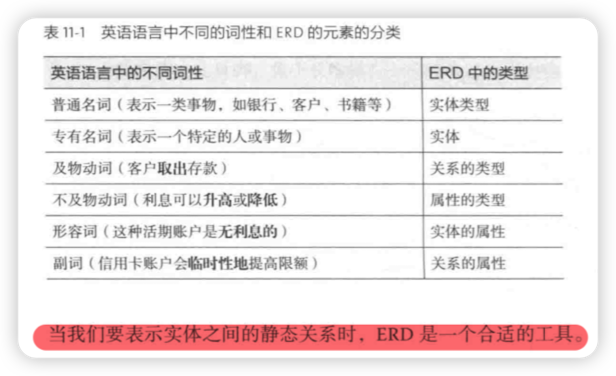 表 11-1 英语语言中不同的词性和 ERD 的元素的分类
英语语言中的不同词性 ERD 中的类型
普通名词（表示一类事物，如银行、客户、书籍等） 实体类型
专有名词（表示一个特定的人或事物） 实体
及物动词（客户取出存款） 关系的类型
不及物动词（利息可以升高或降低） 属性的类型
形容词（这种活期账户是无利息的） 实体的属性
副词（信用卡账户会临时性地提高限额） 关系的属性
当我们要表示实体之间的静态关系时，ERD 是一个合适的工具。